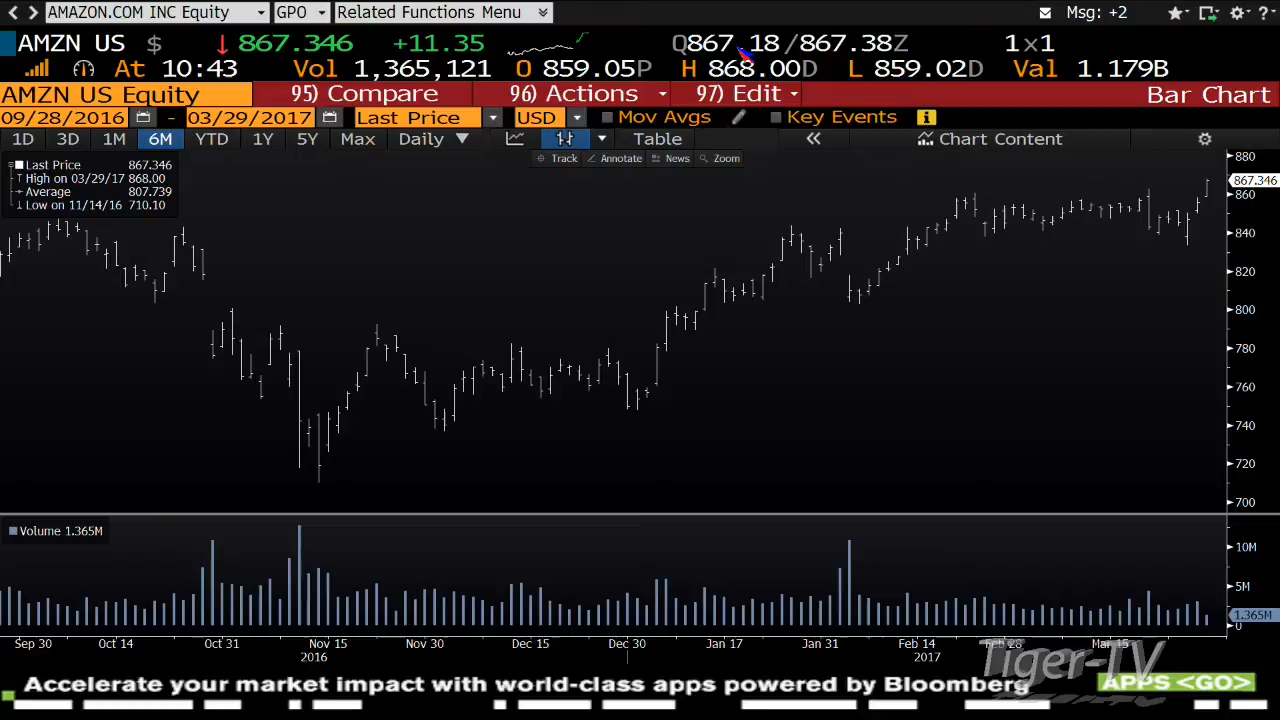 AMAZON.COM INC Equity GPO Related Functions Menu Msg: +2
AMZN US $ 867.346 +11.35 Q867.18/867.38Z 1x1
At 10:43 Vol 1,365,121 O 859.05P H 868.00D L 859.02D Val 1.179B
AMZN US Equity 95) Compare 96) Actions 97) Edit Bar Chart
09/28/2016 - 03/29/2017 Last Price USD Mov Avgs Key Events
1D 3D 1M 6M YTD 1Y 5Y Max Daily Table « Chart Content
Track Annotate News Zoom
Last Price 867.346
High on 03/29/17 868.00
Average 807.739
Low on 11/14/16 710.10
880
867.346
860
840
820
800
780
760
740
720
700
Volume 1.365M
10M
5M
1.365M
0
Sep 30 Oct 14 Oct 31 Nov 15 Nov 30 Dec 15 Dec 30 Jan 17 Jan 31 Feb 14 Feb 28 Mar 15
2016 2017
Tiger-TV
Accelerate your market impact with world-class apps powered by Bloomberg APPS <GO>